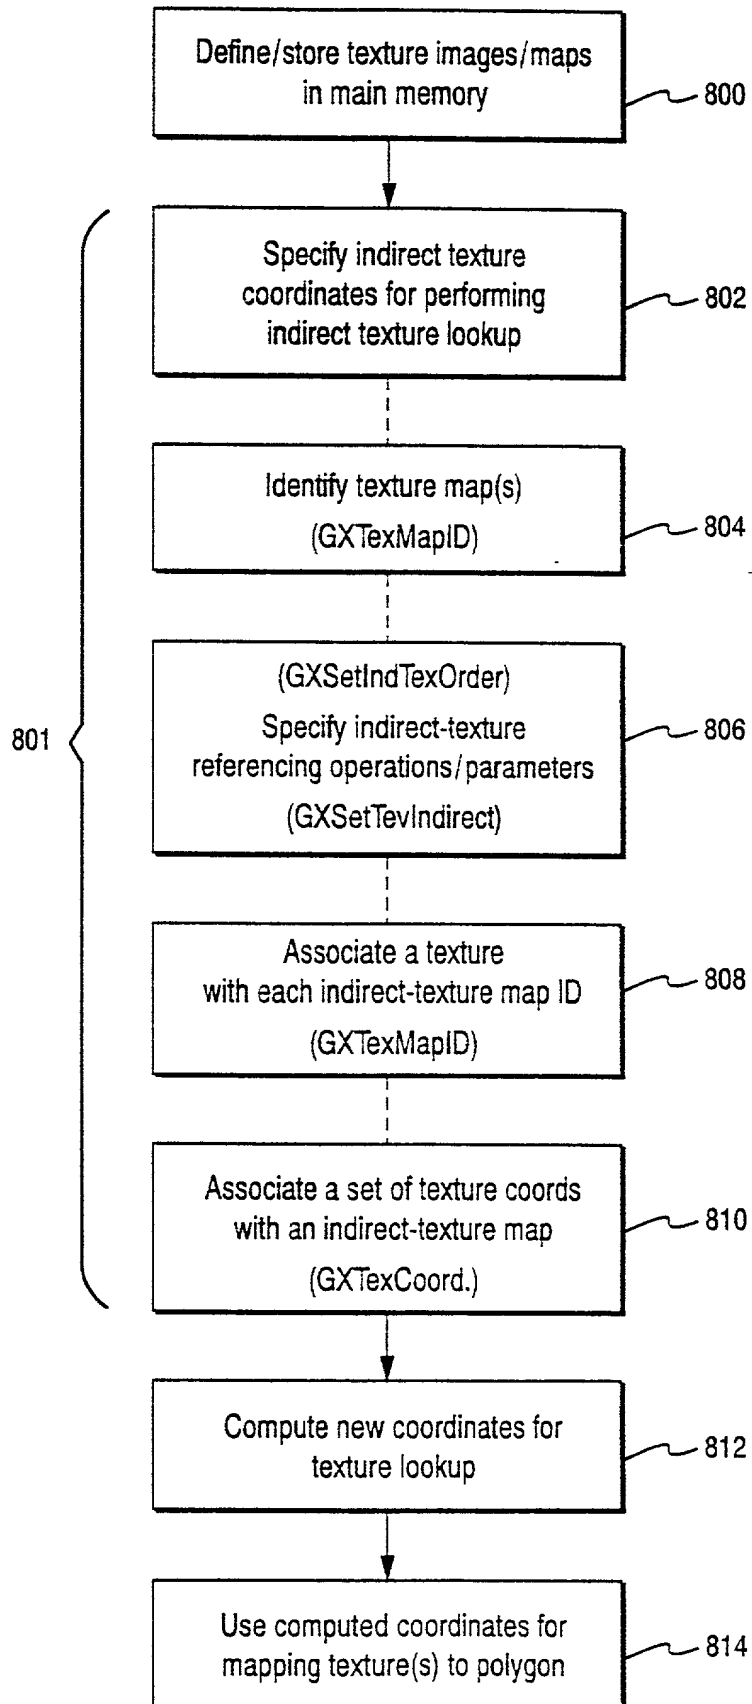 Define/store texture images/maps
in main memory
800
Specify indirect texture
coordinates for performing
indirect texture lookup
802
Identify texture map(s)
(GXTexMapID)
804
801
(GXSetIndTexOrder)
Specify indirect-texture
referencing operations/parameters
(GXSetTevIndirect)
806
Associate a texture
with each indirect-texture map ID
(GXTexMapID)
808
Associate a set of texture coords
with an indirect-texture map
(GXTexCoord.)
810
Compute new coordinates for
texture lookup
812
Use computed coordinates for
mapping texture(s) to polygon
814